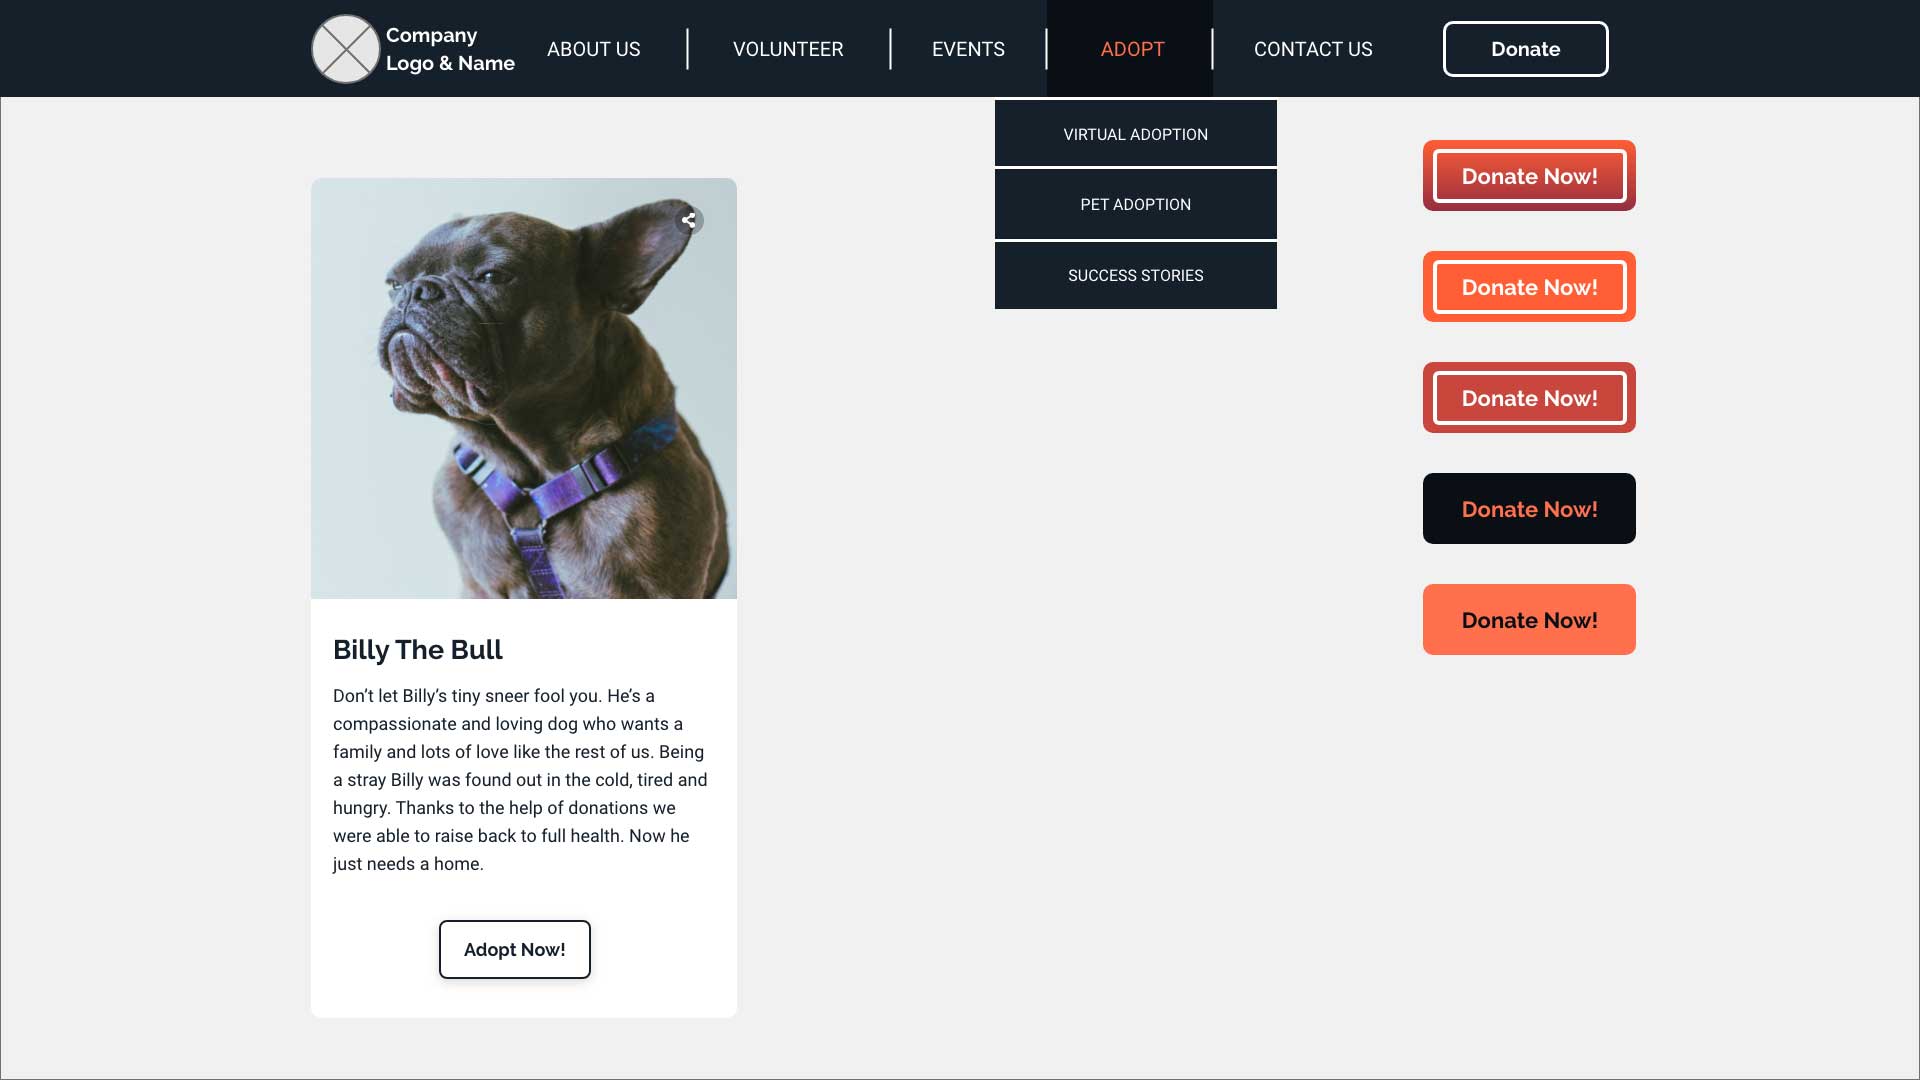 Company
Logo & Name
ABOUT US
VOLUNTEER
EVENTS
ADOPT
CONTACT US
Donate
VIRTUAL ADOPTION
PET ADOPTION
SUCCESS STORIES
Donate Now!
Donate Now!
Donate Now!
Donate Now!
Donate Now!
Billy The Bull
Don’t let Billy’s tiny sneer fool you. He’s a
compassionate and loving dog who wants a
family and lots of love like the rest of us. Being
a stray Billy was found out in the cold, tired and
hungry. Thanks to the help of donations we
were able to raise back to full health. Now he
just needs a home.
Adopt Now!